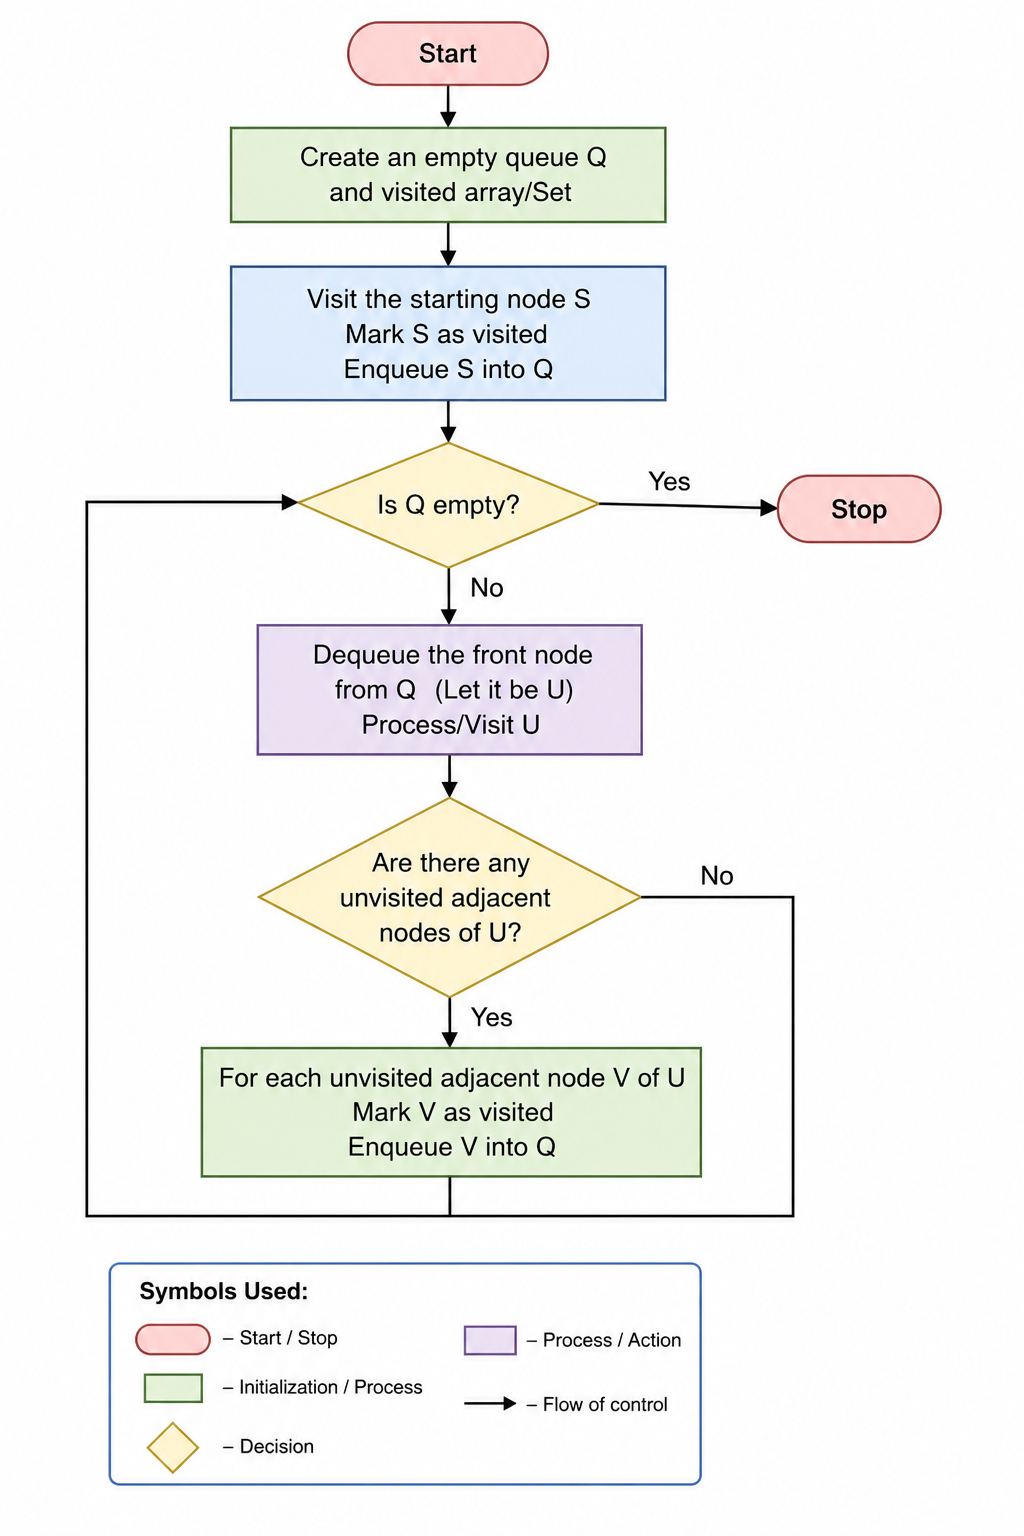 Start
Create an empty queue Q
and visited array/Set
Visit the starting node S
Mark S as visited
Enqueue S into Q
Is Q empty?
Yes
Stop
No
Dequeue the front node
from Q (Let it be U)
Process/Visit U
Are there any
unvisited adjacent
nodes of U?
No
Yes
For each unvisited adjacent node V of U
Mark V as visited
Enqueue V into Q
Symbols Used:
– Start / Stop
– Process / Action
– Initialization / Process
– Flow of control
– Decision